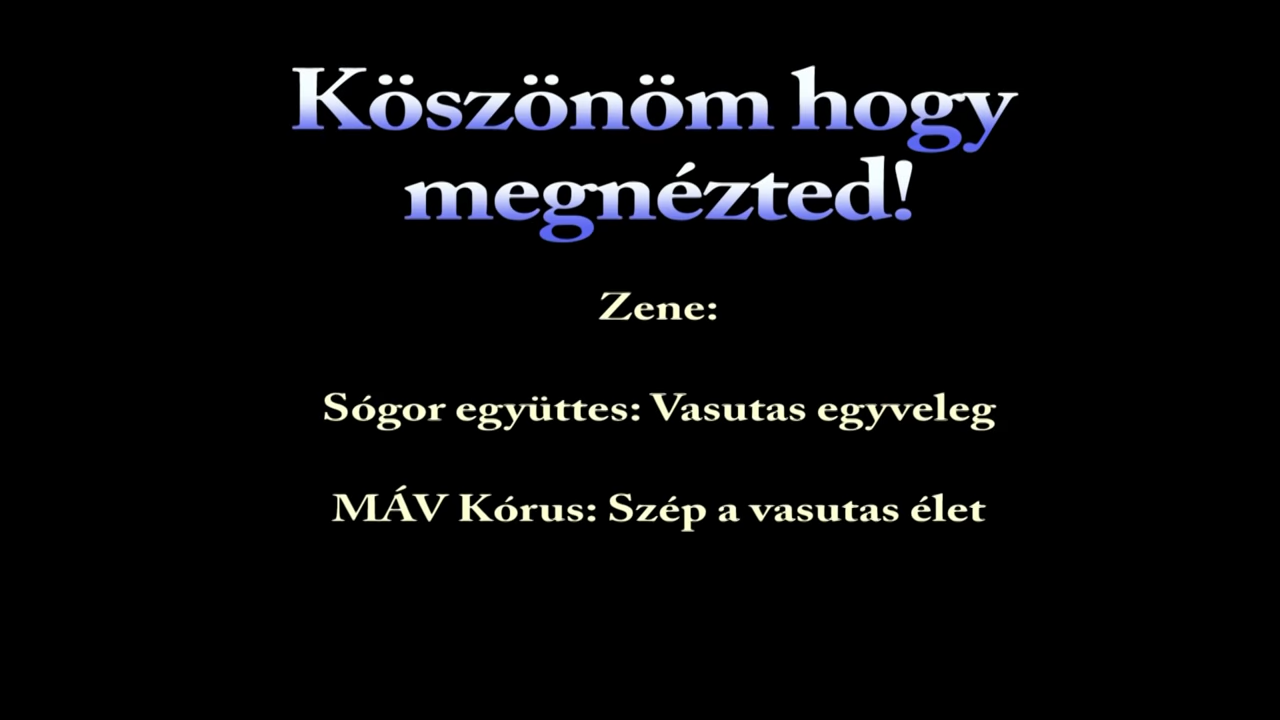 Köszönöm hogy
megnézted!
Zene:
Sógor együttes: Vasutas egyveleg
MÁV Kórus: Szép a vasutas élet